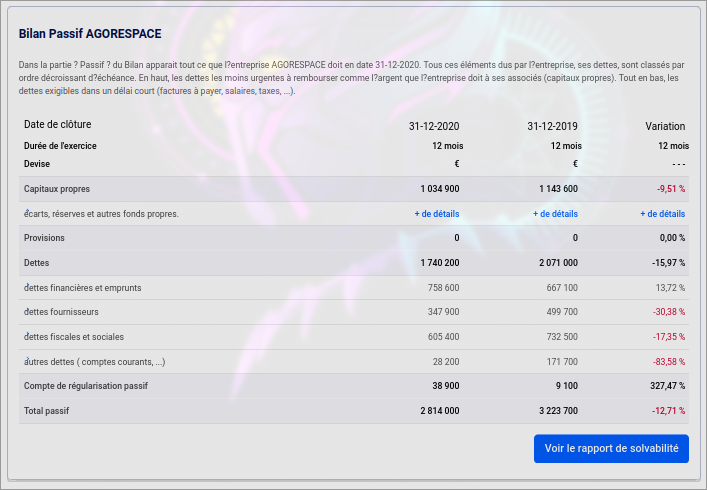 Bilan Passif AGORESPACE
Dans la partie ? Passif ? du Bilan apparait tout ce que l?entreprise AGORESPACE doit en date 31-12-2020. Tous ces éléments dus par l?entreprise, ses dettes, sont classés par
ordre décroissant d?échéance. En haut, les dettes les moins urgentes à rembourser comme l?argent que l?entreprise doit à ses associés (capitaux propres). Tout en bas, les
dettes exigibles dans un délai court (factures à payer, salaires, taxes, ...).
Date de clôture 31-12-2020 31-12-2019 Variation
Durée de l'exercice 12 mois 12 mois 12 mois
Devise € € - - -
Capitaux propres 1 034 900 1 143 600 -9,51 %
écarts, réserves et autres fonds propres. + de détails + de détails + de détails
Provisions 0 0 0,00 %
Dettes 1 740 200 2 071 000 -15,97 %
dettes financières et emprunts 758 600 667 100 13,72 %
dettes fournisseurs 347 900 499 700 -30,38 %
dettes fiscales et sociales 605 400 732 500 -17,35 %
autres dettes ( comptes courants, ...) 28 200 171 700 -83,58 %
Compte de régularisation passif 38 900 9 100 327,47 %
Total passif 2 814 000 3 223 700 -12,71 %
Voir le rapport de solvabilité